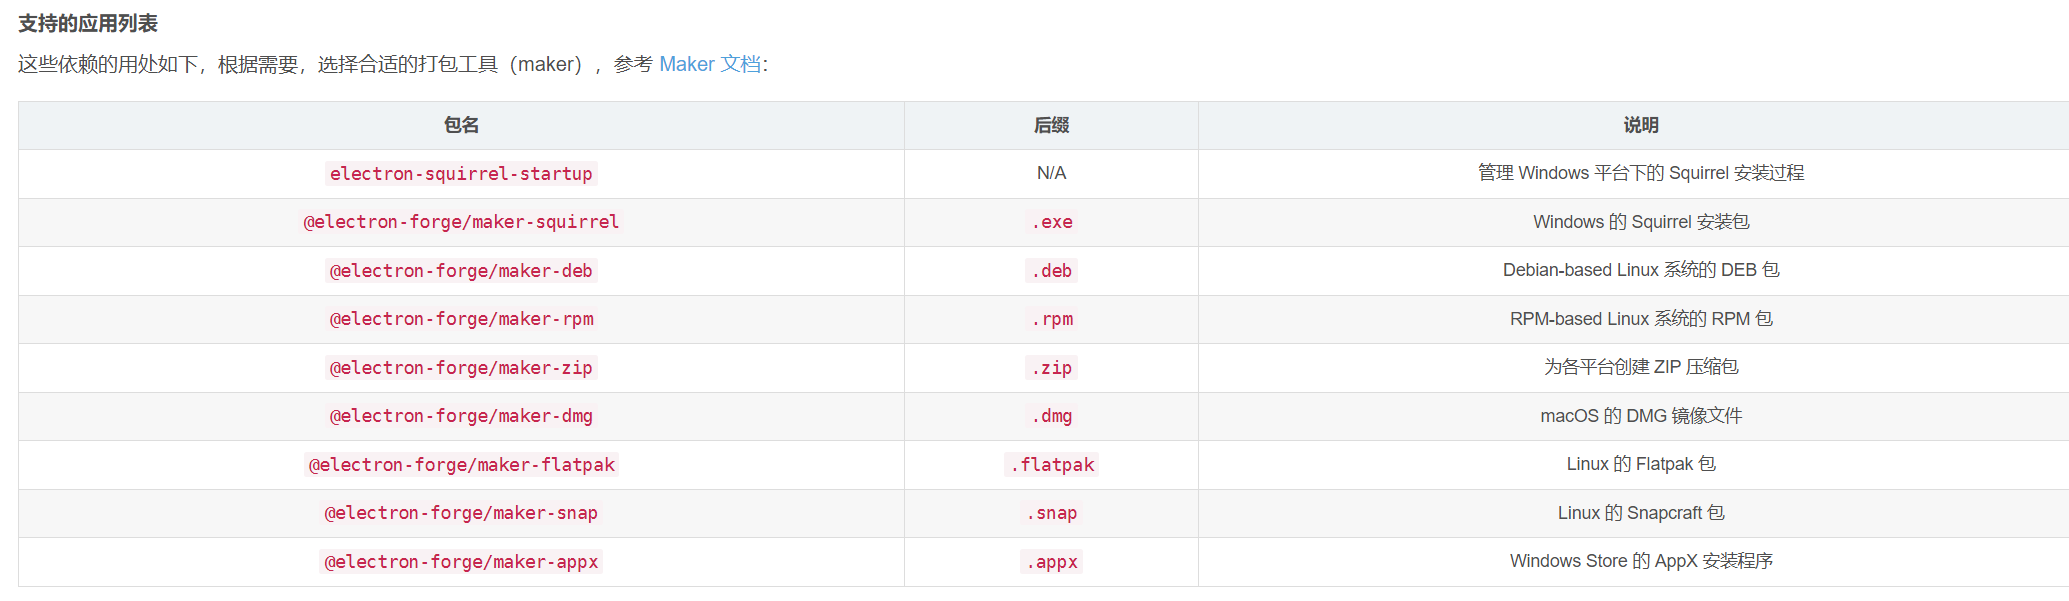 支持的应用列表
这些依赖的用处如下，根据需要，选择合适的打包工具（maker），参考 Maker 文档：
包名 后缀 说明
electron-squirrel-startup N/A 管理 Windows 平台下的 Squirrel 安装过程
@electron-forge/maker-squirrel .exe Windows 的 Squirrel 安装包
@electron-forge/maker-deb .deb Debian-based Linux 系统的 DEB 包
@electron-forge/maker-rpm .rpm RPM-based Linux 系统的 RPM 包
@electron-forge/maker-zip .zip 为各平台创建 ZIP 压缩包
@electron-forge/maker-dmg .dmg macOS 的 DMG 镜像文件
@electron-forge/maker-flatpak .flatpak Linux 的 Flatpak 包
@electron-forge/maker-snap .snap Linux 的 Snapcraft 包
@electron-forge/maker-appx .appx Windows Store 的 AppX 安装程序